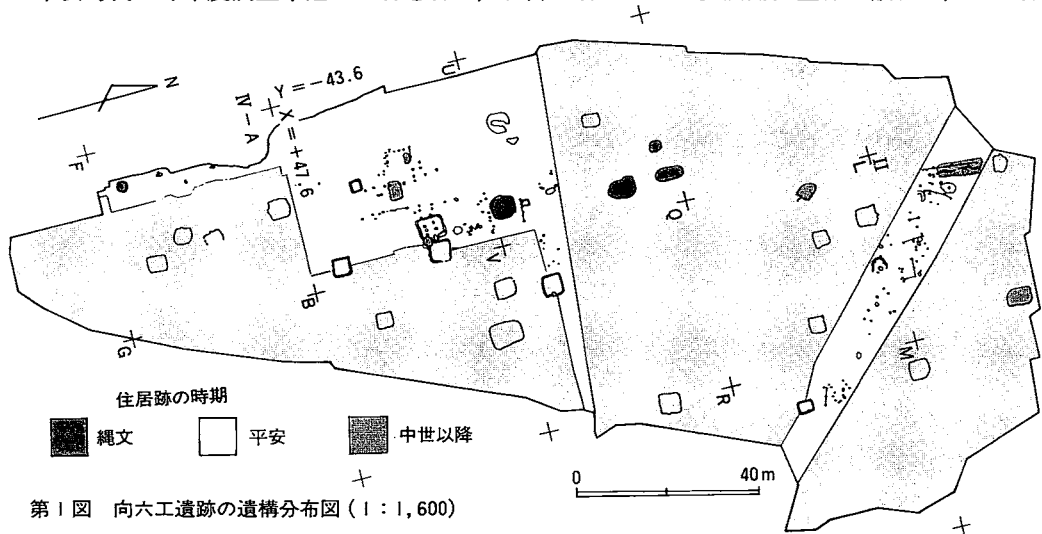 N
Y=-43.6
X=+47.6
Ⅳ-A
U
F
L
L
Q
P
V
B
G
M
R
住居跡の時期
縄文
平安
中世以降
0
40m
第1図 向六工遺跡の遺構分布図(1:1,600)